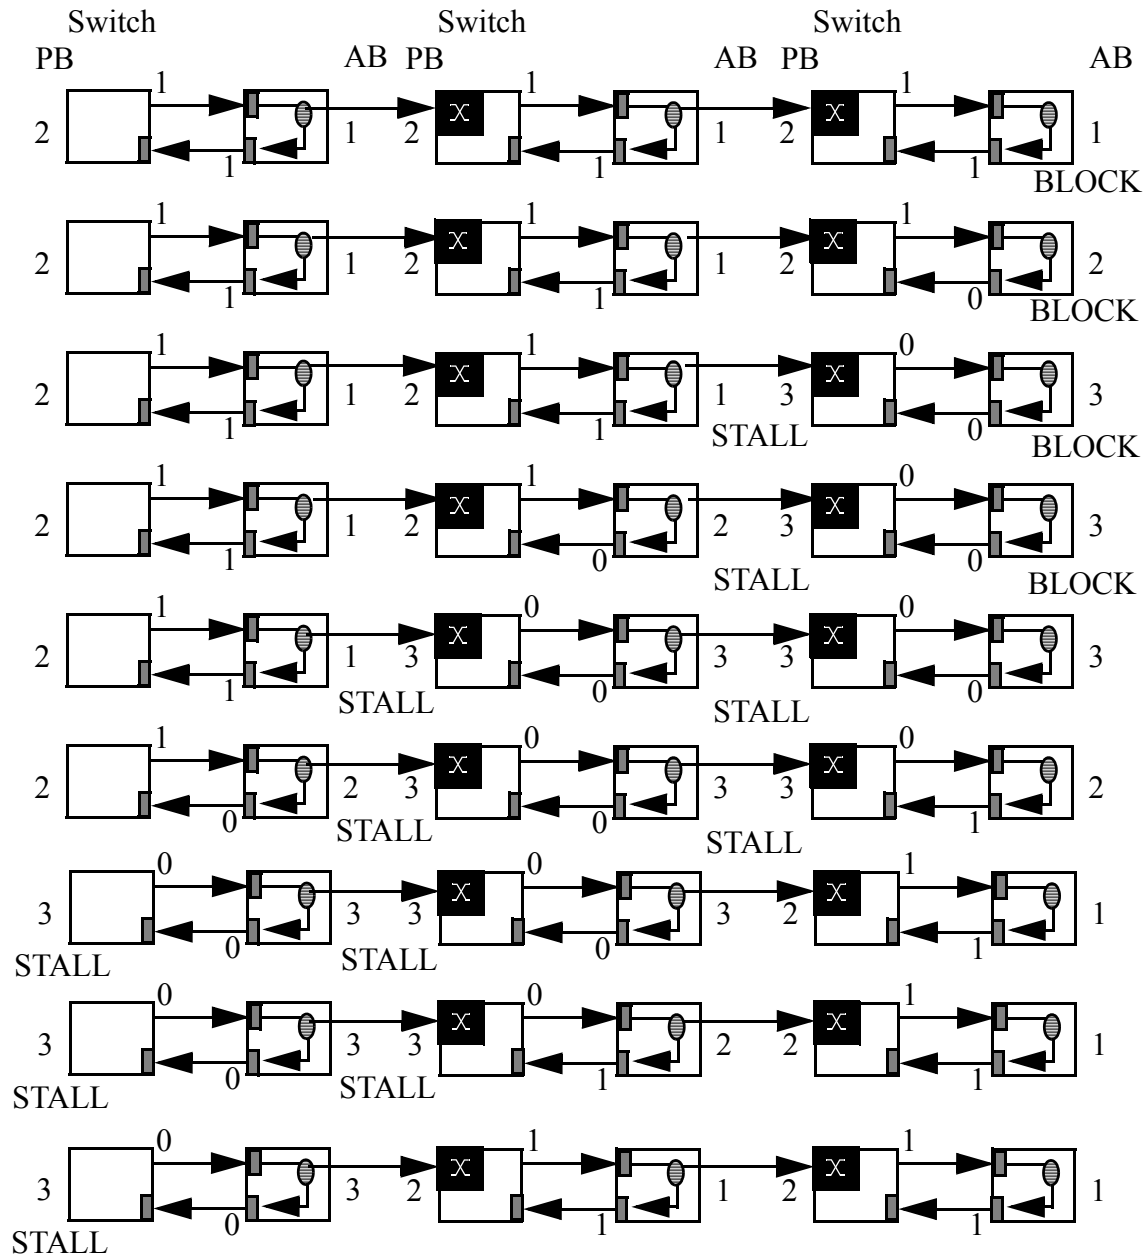 Switch Switch Switch
PB AB PB AB PB AB
1 1 1
2 1 2 1 2 1
1 1 1
BLOCK
1 1 1
2 1 2 1 2 2
1 1 0
BLOCK
1 1 0
2 1 2 1 3 3
1 1 0
STALL BLOCK
1 1 0
2 1 2 2 3 3
1 0 0
STALL BLOCK
1 0 0
2 1 3 3 3 3
1 0 0
STALL STALL
1 0 0
2 2 3 3 3 2
0 0 1
STALL STALL
0 0 1
3 3 3 3 2 1
0 0 1
STALL STALL
0 0 1
3 3 3 2 2 1
0 1 1
STALL STALL
0 1 1
3 3 2 1 2 1
0 1 1
STALL